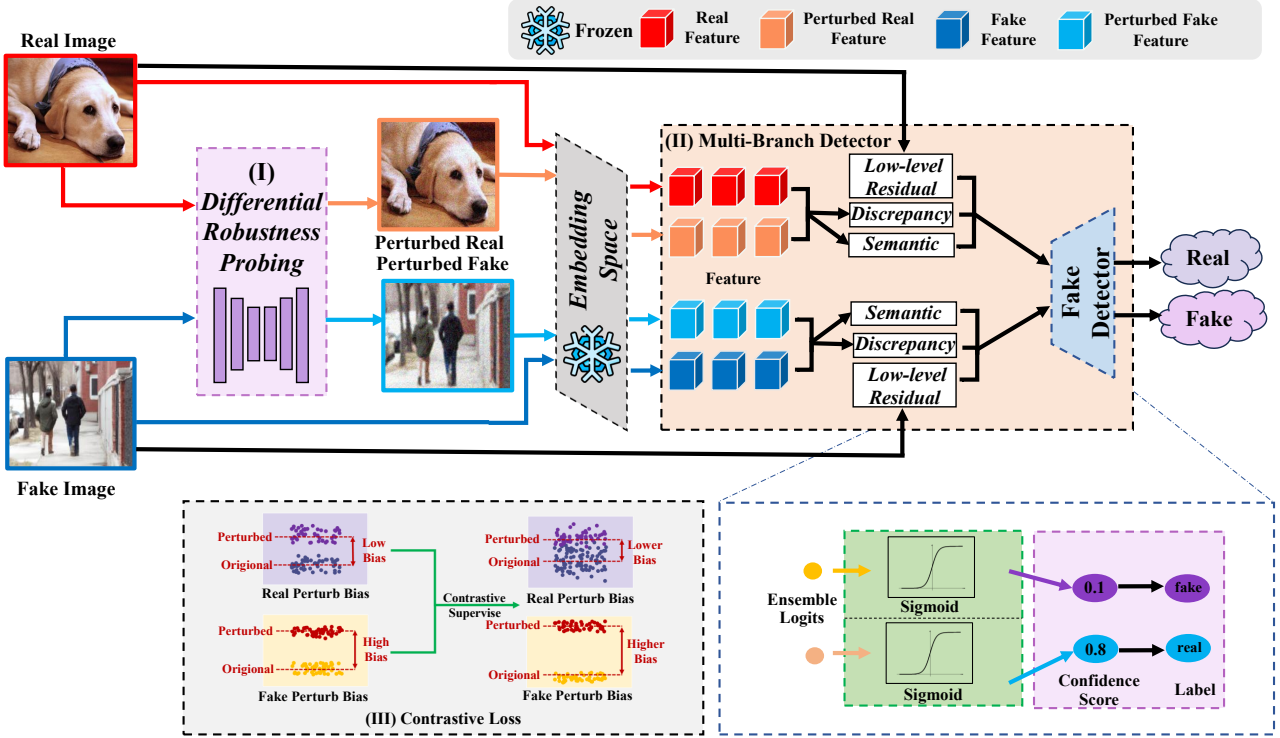 Real Image
Frozen
Real
Feature
Perturbed Real
Feature
Fake
Feature
Perturbed Fake
Feature
(I)
Differential
Robustness
Probing
Perturbed Real
Perturbed Fake
Embedding
Space
(II) Multi-Branch Detector
Low-level
Residual
Discrepancy
Semantic
Feature
Semantic
Discrepancy
Low-level
Residual
Fake
Detector
Real
Fake
Fake Image
Perturbed
Origional
Low
Bias
Real Perturb Bias
Perturbed
Origional
High
Bias
Fake Perturb Bias
Contrastive
Supervise
Perturbed
Origional
Lower
Bias
Real Perturb Bias
Perturbed
Origional
Higher
Bias
Fake Perturb Bias
(III) Contrastive Loss
Ensemble
Logits
Sigmoid
Sigmoid
0.1
fake
0.8
real
Confidence
Score
Label